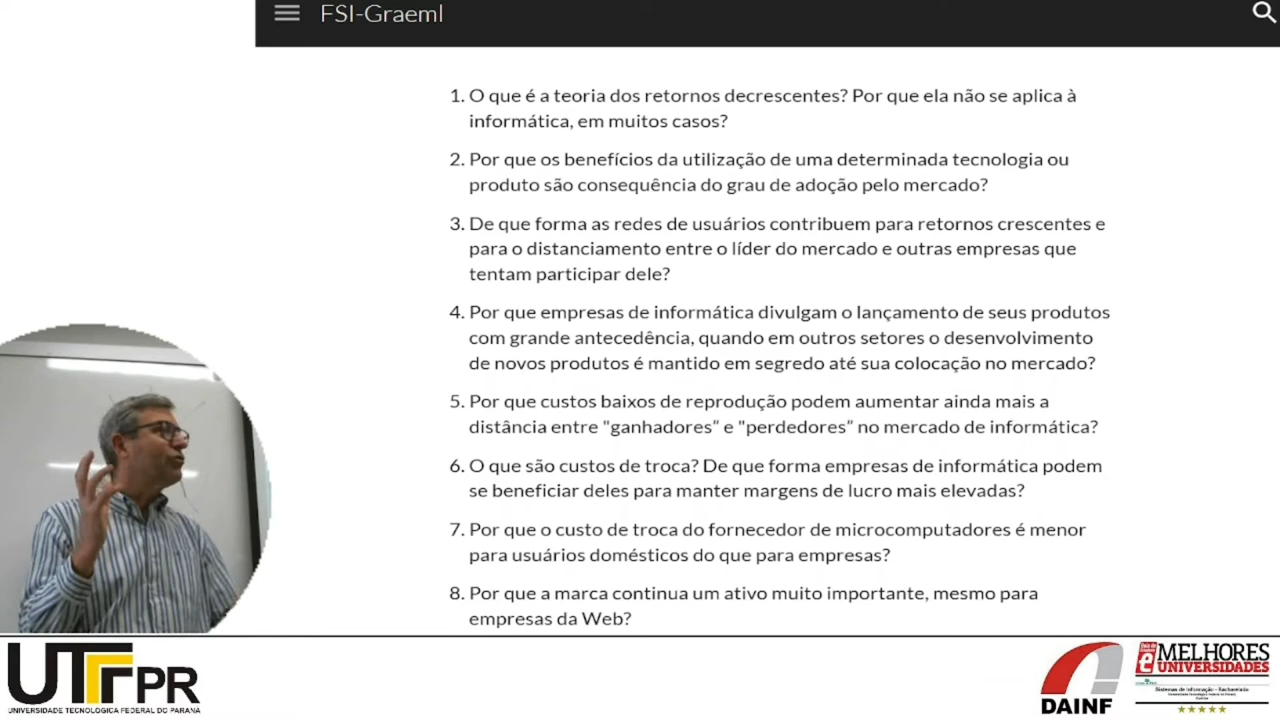 FSI-Graeml
1. O que é a teoria dos retornos decrescentes? Por que ela não se aplica à
informática, em muitos casos?
2. Por que os benefícios da utilização de uma determinada tecnologia ou
produto são consequência do grau de adoção pelo mercado?
3. De que forma as redes de usuários contribuem para retornos crescentes e
para o distanciamento entre o líder do mercado e outras empresas que
tentam participar dele?
4. Por que empresas de informática divulgam o lançamento de seus produtos
com grande antecedência, quando em outros setores o desenvolvimento
de novos produtos é mantido em segredo até sua colocação no mercado?
5. Por que custos baixos de reprodução podem aumentar ainda mais a
distância entre "ganhadores" e "perdedores" no mercado de informática?
6. O que são custos de troca? De que forma empresas de informática podem
se beneficiar deles para manter margens de lucro mais elevadas?
7. Por que o custo de troca do fornecedor de microcomputadores é menor
para usuários domésticos do que para empresas?
8. Por que a marca continua um ativo muito importante, mesmo para
empresas da Web?
UTFPR
UNIVERSIDADE TECNOLÓGICA FEDERAL DO PARANÁ
DAINF
MELHORES
UNIVERSIDADES
Sistemas de Informação - Bacharelado